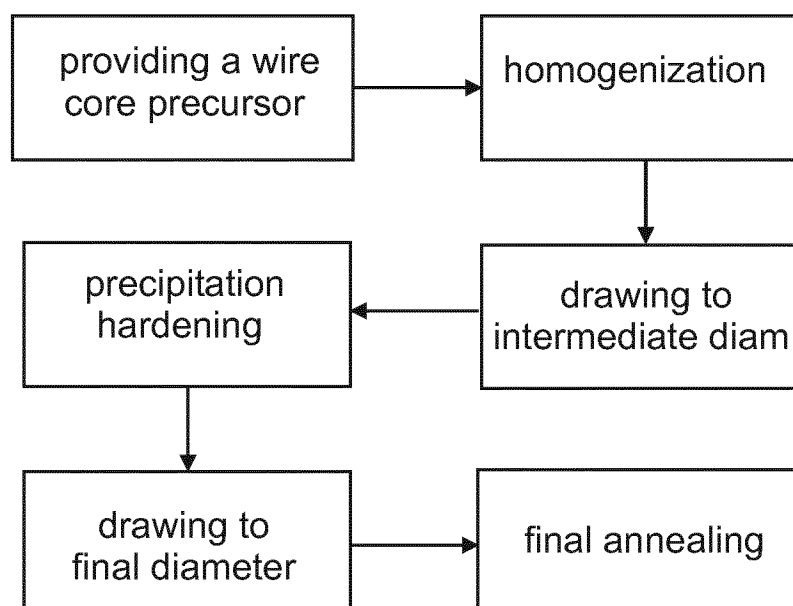 providing a wire
core precursor
homogenization
drawing to
intermediate diam
precipitation
hardening
drawing to
final diameter
final annealing